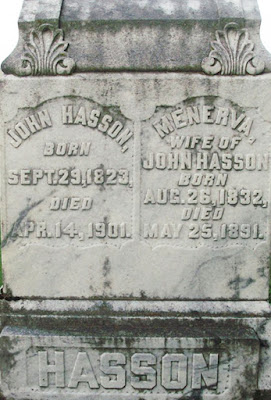 JOHN HASSON,
BORN
SEPT.29,1823,
DIED
APR.14,1901.
MENERVA
WIFE OF
JOHN HASSON
BORN
AUG.26,1832,
DIED
MAY 25,1891.
HASSON